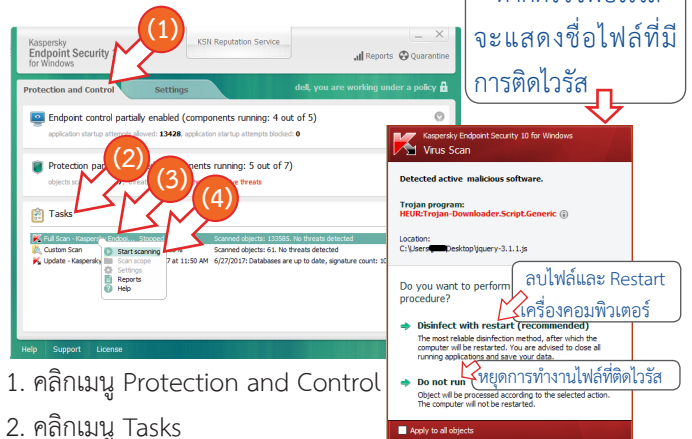 จะแสดงชื่อไฟล์ที่มี
การติดไวรัส
(1)
Kaspersky
Endpoint Security
for Windows
KSN Reputation Service
Reports Quarantine
Protection and Control
Settings
dell, you are working under a policy
Endpoint control partially enabled (components running: 4 out of 5)
application startup attempts allowed: 13428, application startup attempts blocked: 0
Protection running: 5 out of 7)
objects threats
(2)
(3)
(4)
Tasks
Full Scan - Kaspersky Endpoi... Stopped Scanned objects: 133585. No threats detected
Custom Scan Scanned objects: 61. No threats detected
Update - Kaspersky 7 at 11:50 AM 6/27/2017: Databases are up to date, signature count: 10
Start scanning
Scan scope
Settings
Reports
Help
Help Support License
Kaspersky Endpoint Security 10 for Windows
Virus Scan
Detected active malicious software.
Trojan program:
HEUR:Trojan-Downloader.Script.Generic
Location:
C:\Users\ Desktop\jquery-3.1.1.js
Do you want to perform
procedure?
ลบไฟล์และ Restart
เครื่องคอมพิวเตอร์
Disinfect with restart (recommended)
The most reliable disinfection method, after which the
computer will be restarted. You are advised to close all
running applications and save your data.
Do not run
หยุดการทำงานไฟล์ที่ติดไวรัส
Object will be processed according to the selected action.
The computer will not be restarted.
Apply to all objects
1. คลิกเมนู Protection and Control
2. คลิกเมนู Tasks